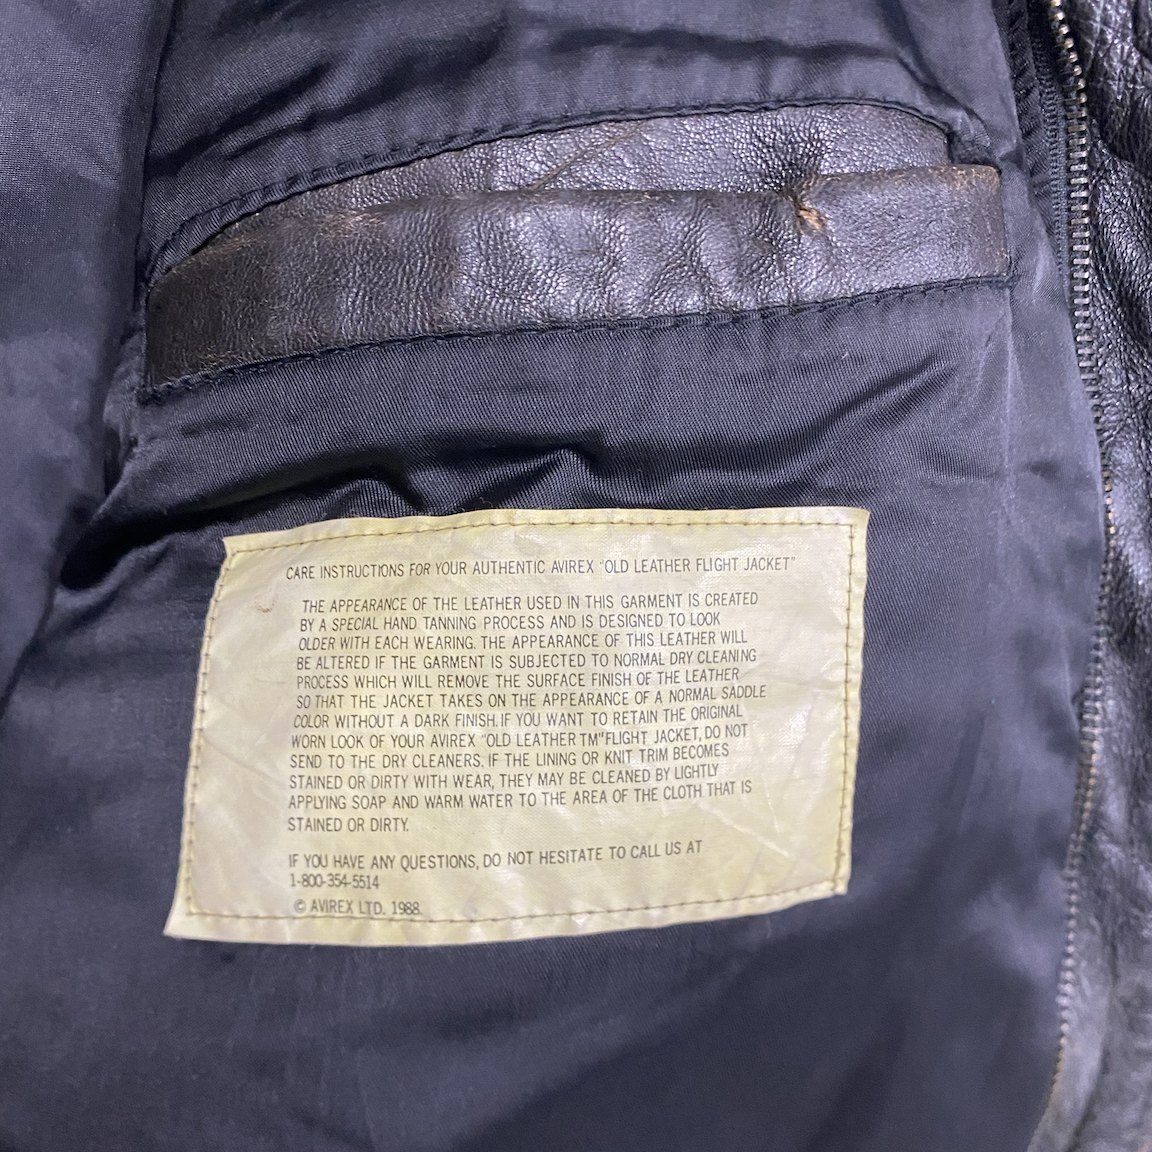 CARE INSTRUCTIONS FOR YOUR AUTHENTIC AVIREX "OLD LEATHER FLIGHT JACKET"
THE APPEARANCE OF THE LEATHER USED IN THIS GARMENT IS CREATED
BY A SPECIAL HAND TANNING PROCESS AND IS DESIGNED TO LOOK
OLDER WITH EACH WEARING. THE APPEARANCE OF THIS LEATHER WILL
BE ALTERED IF THE GARMENT IS SUBJECTED TO NORMAL DRY CLEANING
PROCESS WHICH WILL REMOVE THE SURFACE FINISH OF THE LEATHER
SO THAT THE JACKET TAKES ON THE APPEARANCE OF A NORMAL SADDLE
COLOR WITHOUT A DARK FINISH. IF YOU WANT TO RETAIN THE ORIGINAL
WORN LOOK OF YOUR AVIREX "OLD LEATHER TM" FLIGHT JACKET, DO NOT
SEND TO THE DRY CLEANERS. IF THE LINING OR KNIT TRIM BECOMES
STAINED OR DIRTY WITH WEAR, THEY MAY BE CLEANED BY LIGHTLY
APPLYING SOAP AND WARM WATER TO THE AREA OF THE CLOTH THAT IS
STAINED OR DIRTY.
IF YOU HAVE ANY QUESTIONS, DO NOT HESITATE TO CALL US AT
1-800-354-5514
© AVIREX LTD. 1988